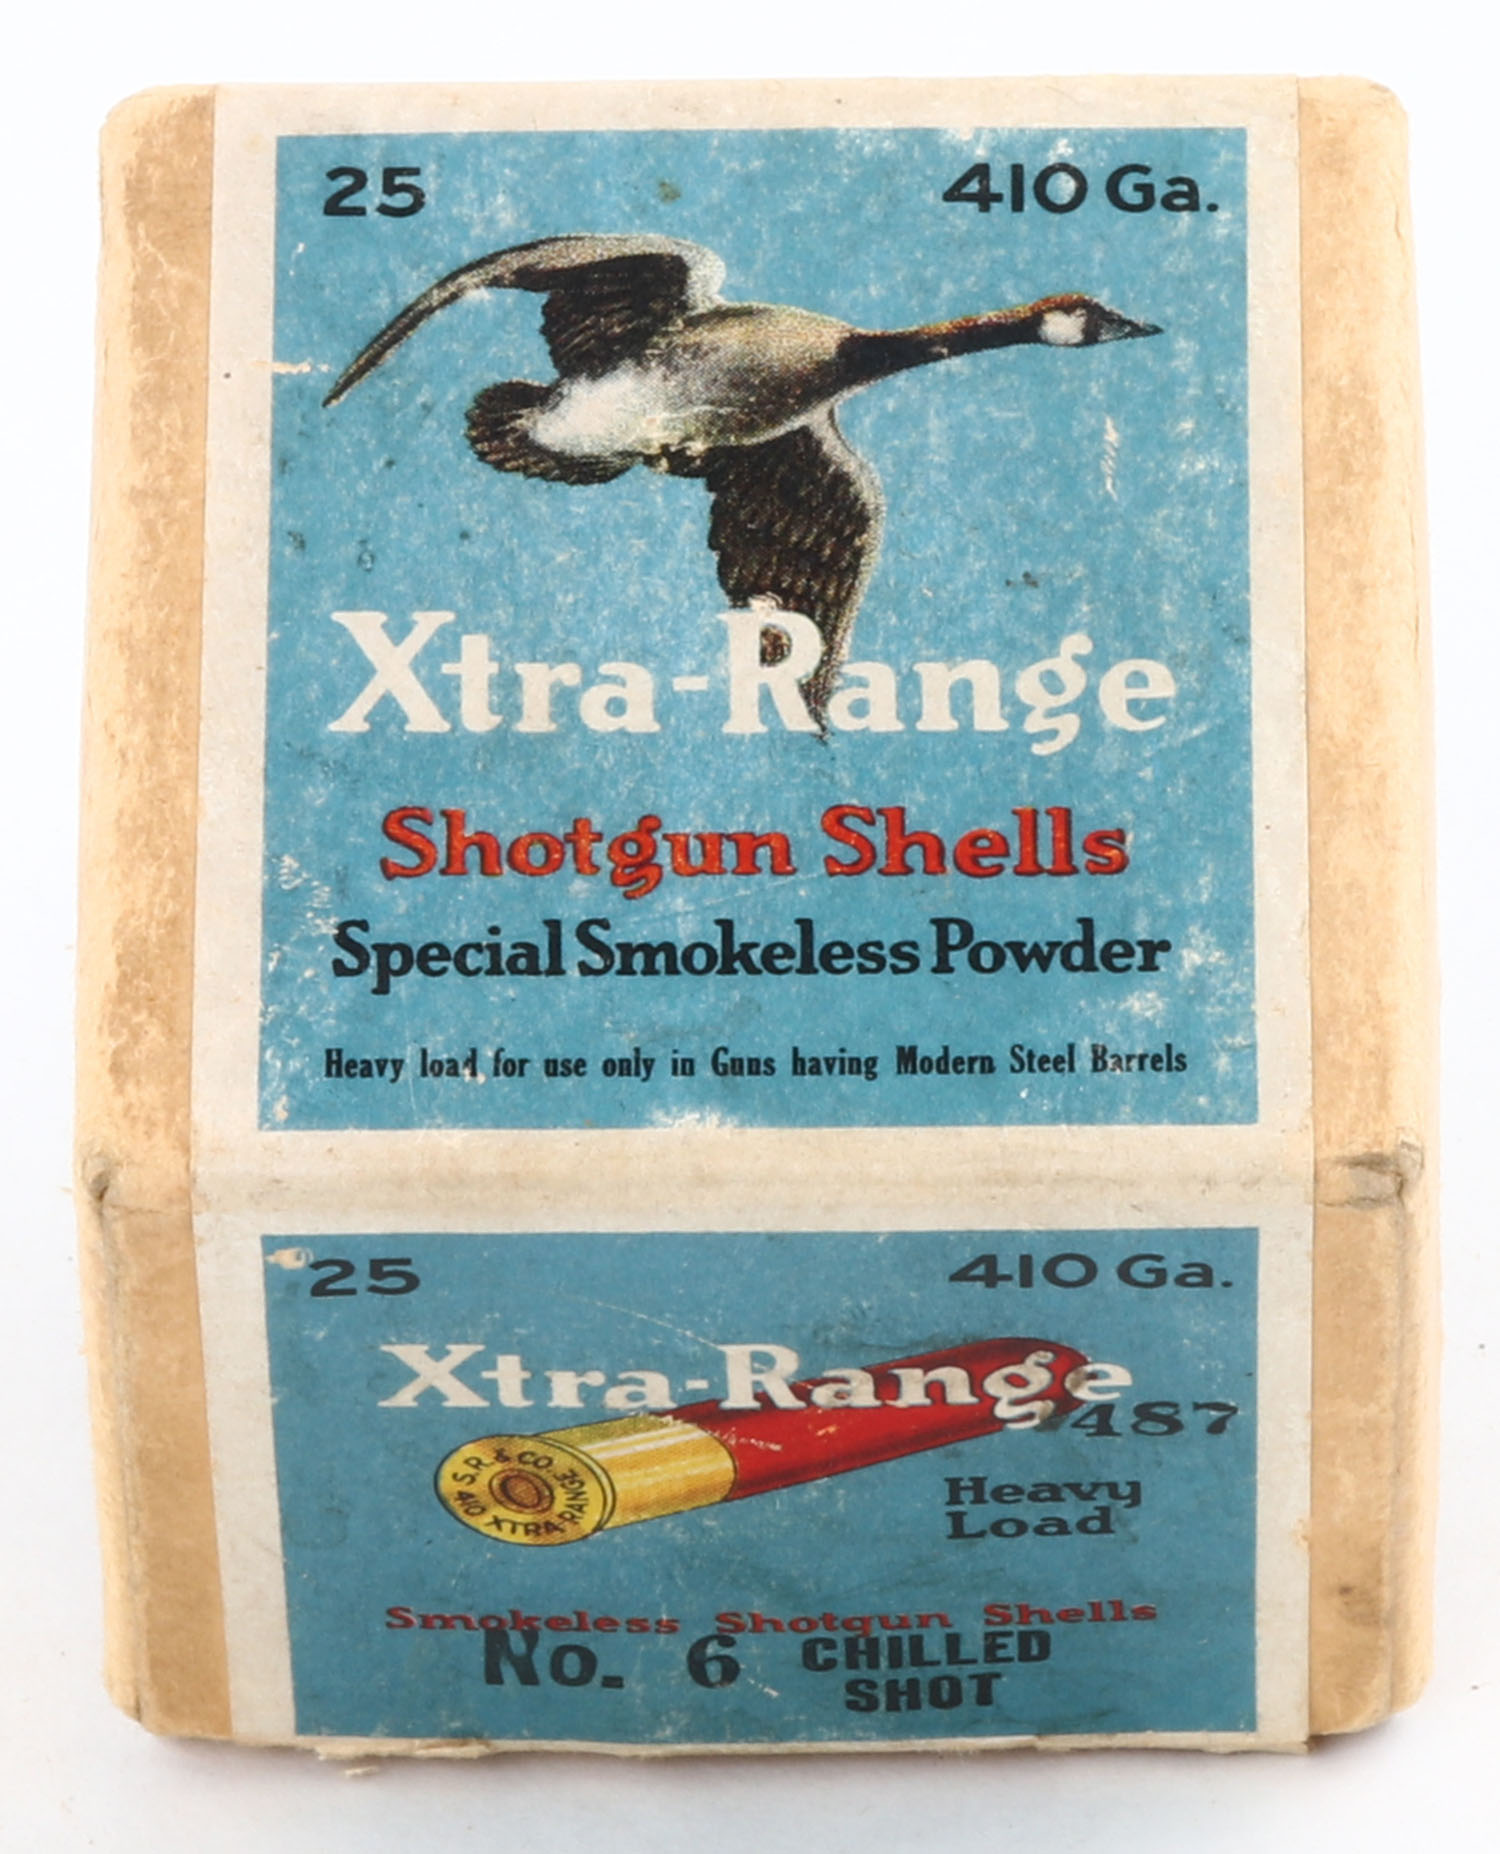 25 410 Ga.
Xtra-Range
Shotgun Shells
Special Smokeless Powder
Heavy load for use only in Guns having Modern Steel Barrels
25 410 Ga.
Xtra-Range
487
S.R. & CO.
410 XTRA-RANGE
Heavy
Load
Smokeless Shotgun Shells
No. 6 CHILLED
SHOT